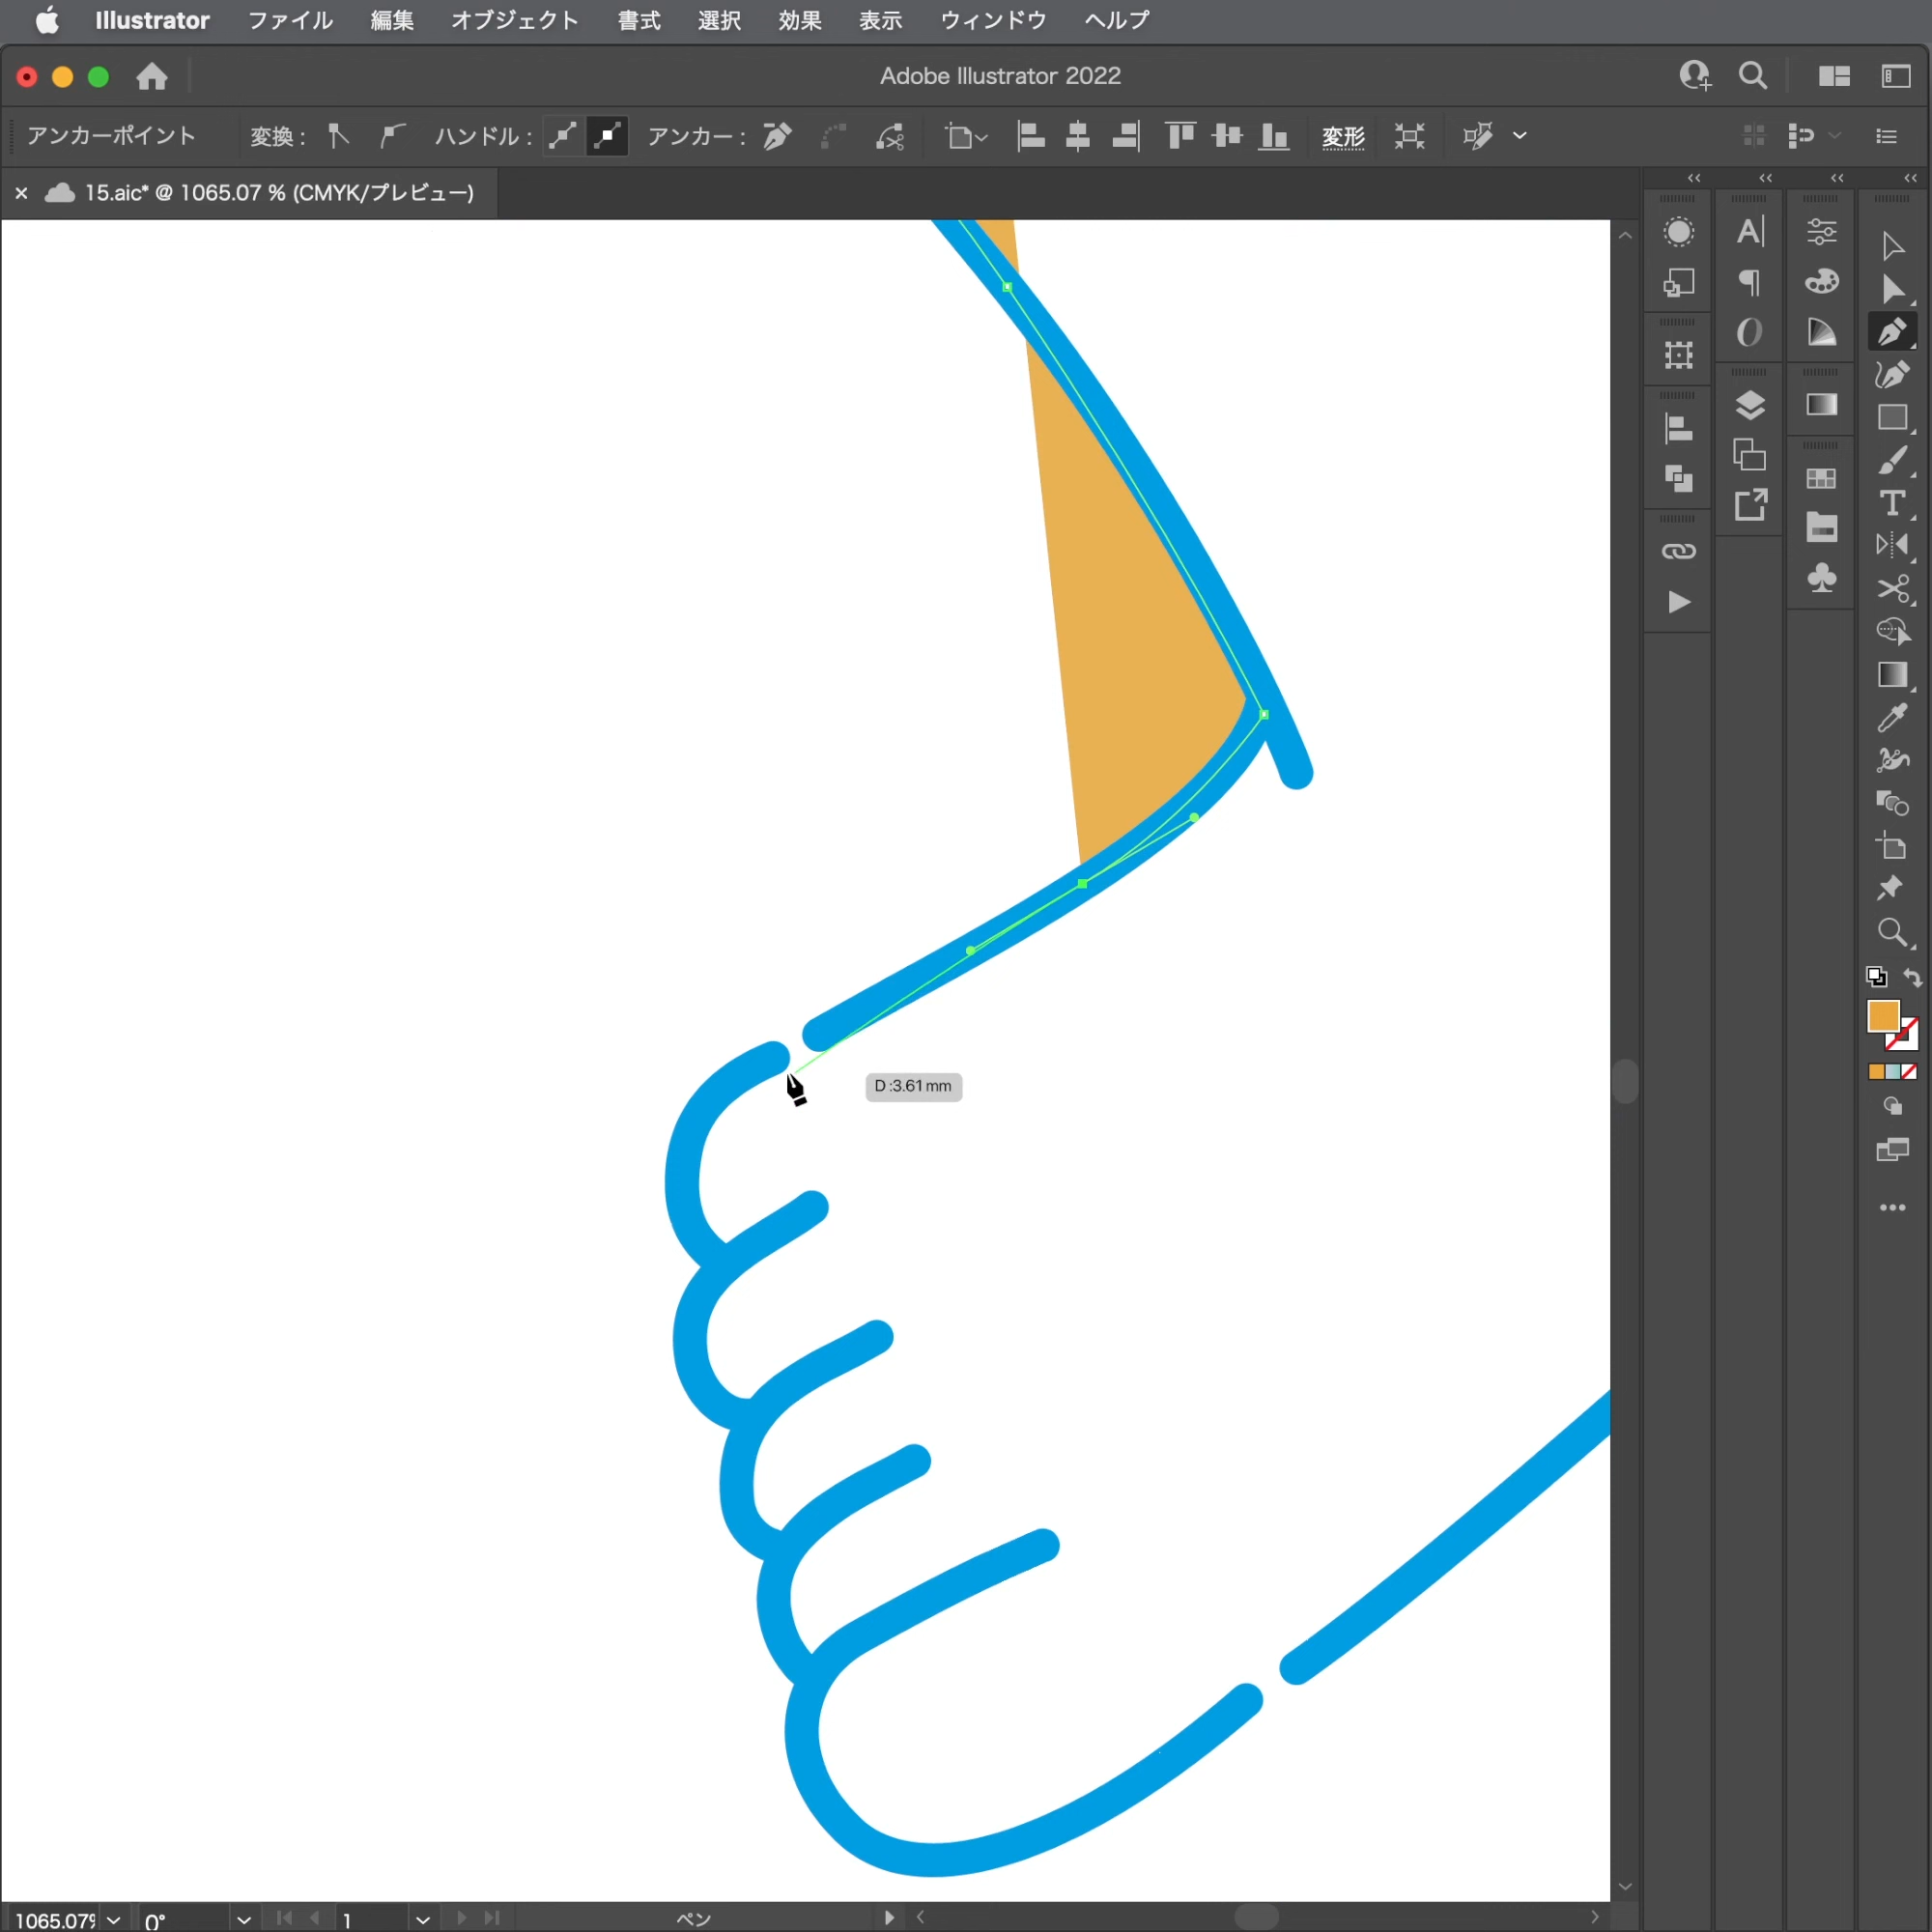 Illustrator ファイル 編集 オブジェクト 書式 選択 効果 表示 ウィンドウ ヘルプ
Adobe Illustrator 2022
アンカーポイント 変換： ハンドル： アンカー： 変形
15.aic* @ 1065.07 % (CMYK/プレビュー)
D :3.61 mm
1065.07% 0° 1 ペン